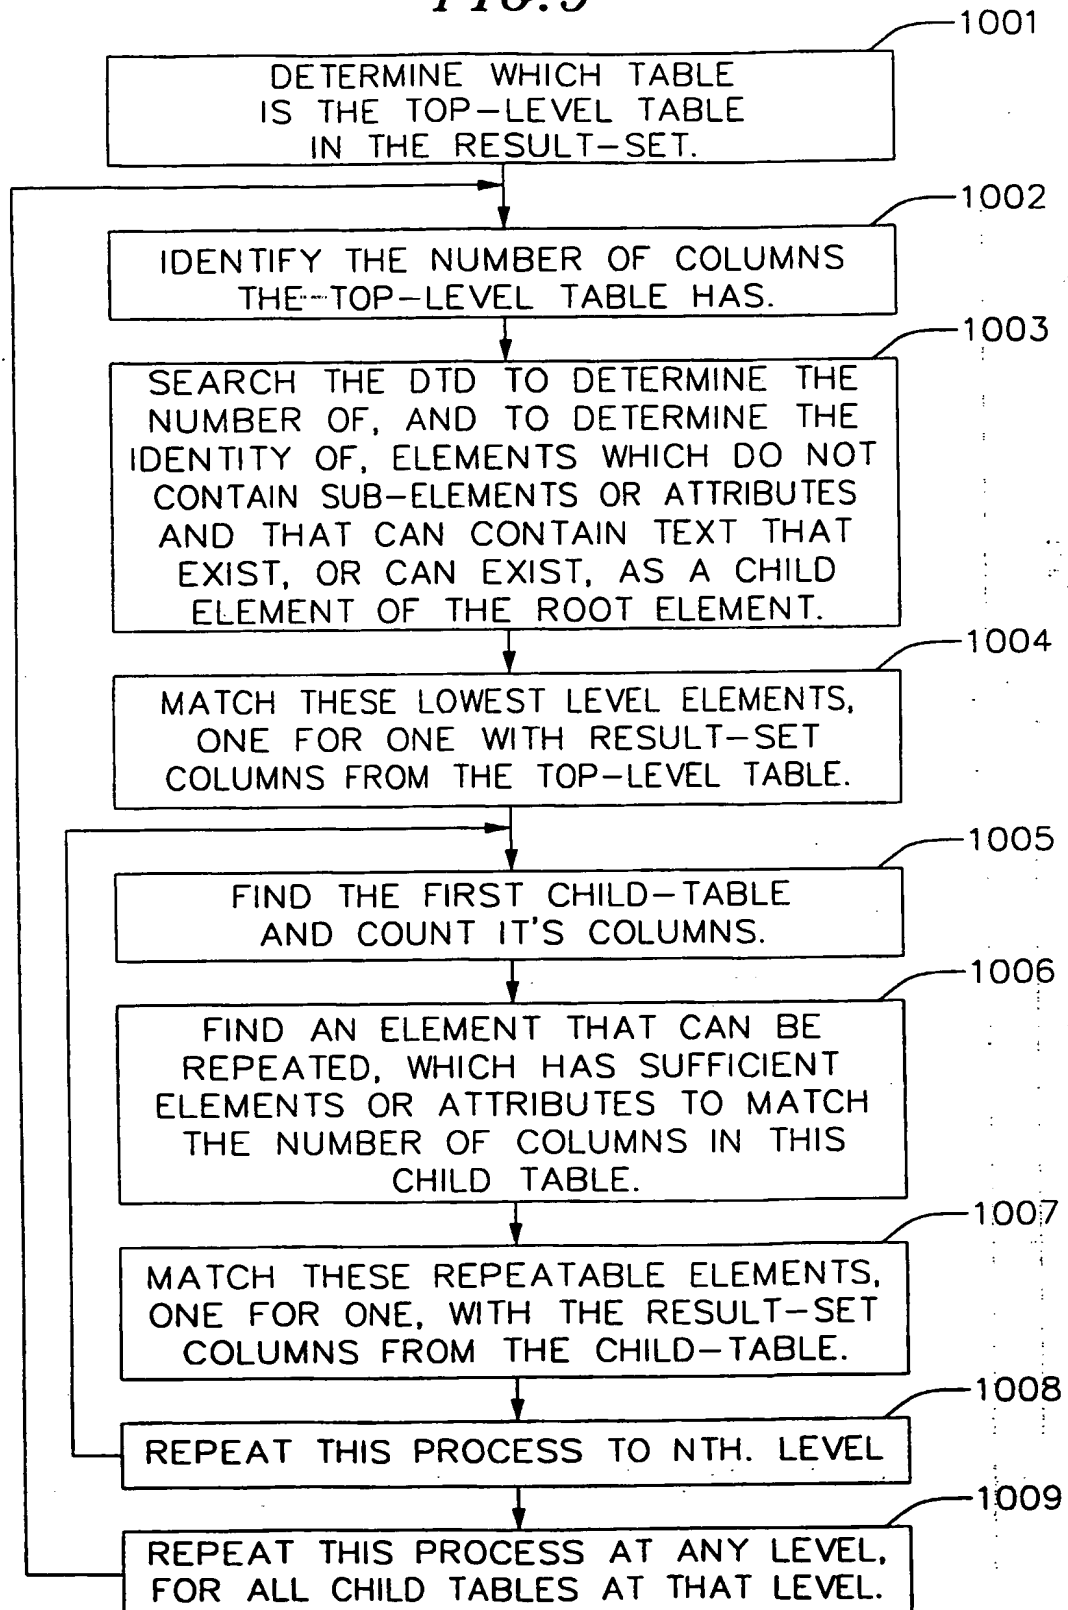 FIG. 9
1001
DETERMINE WHICH TABLE
IS THE TOP-LEVEL TABLE
IN THE RESULT-SET.
1002
IDENTIFY THE NUMBER OF COLUMNS
THE TOP-LEVEL TABLE HAS.
1003
SEARCH THE DTD TO DETERMINE THE
NUMBER OF, AND TO DETERMINE THE
IDENTITY OF, ELEMENTS WHICH DO NOT
CONTAIN SUB-ELEMENTS OR ATTRIBUTES
AND THAT CAN CONTAIN TEXT THAT
EXIST, OR CAN EXIST, AS A CHILD
ELEMENT OF THE ROOT ELEMENT.
1004
MATCH THESE LOWEST LEVEL ELEMENTS,
ONE FOR ONE WITH RESULT-SET
COLUMNS FROM THE TOP-LEVEL TABLE.
1005
FIND THE FIRST CHILD-TABLE
AND COUNT IT'S COLUMNS.
1006
FIND AN ELEMENT THAT CAN BE
REPEATED, WHICH HAS SUFFICIENT
ELEMENTS OR ATTRIBUTES TO MATCH
THE NUMBER OF COLUMNS IN THIS
CHILD TABLE.
1007
MATCH THESE REPEATABLE ELEMENTS,
ONE FOR ONE, WITH THE RESULT-SET
COLUMNS FROM THE CHILD-TABLE.
1008
REPEAT THIS PROCESS TO NTH. LEVEL
1009
REPEAT THIS PROCESS AT ANY LEVEL,
FOR ALL CHILD TABLES AT THAT LEVEL.